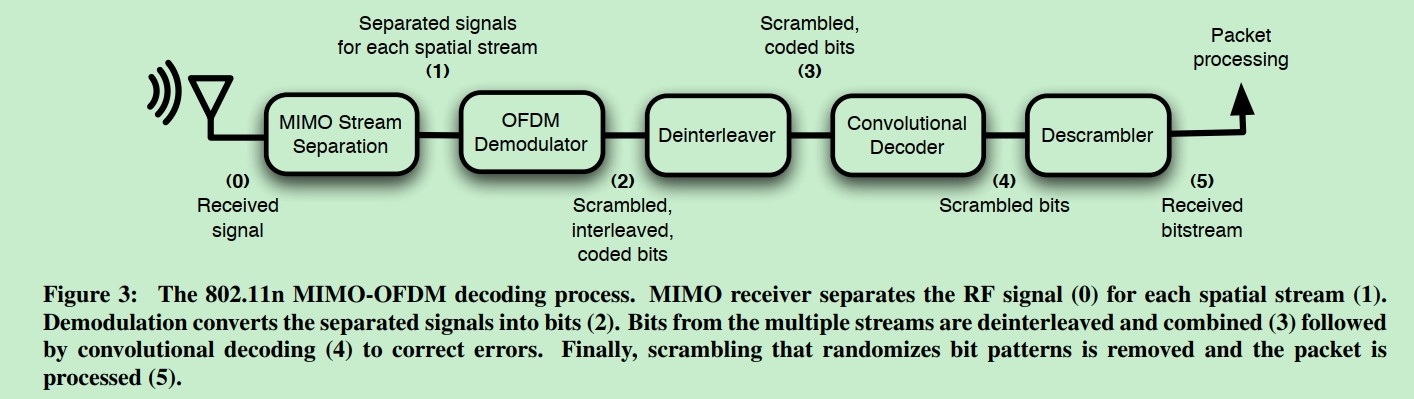 Separated signals
for each spatial stream
(1)
Scrambled,
coded bits
(3)
Packet
processing
MIMO Stream
Separation
OFDM
Demodulator
Deinterleaver
Convolutional
Decoder
Descrambler
(0)
Received
signal
(2)
Scrambled,
interleaved,
coded bits
(4)
Scrambled bits
(5)
Received
bitstream
Figure 3: The 802.11n MIMO-OFDM decoding process. MIMO receiver separates the RF signal (0) for each spatial stream (1).
Demodulation converts the separated signals into bits (2). Bits from the multiple streams are deinterleaved and combined (3) followed
by convolutional decoding (4) to correct errors. Finally, scrambling that randomizes bit patterns is removed and the packet is
processed (5).